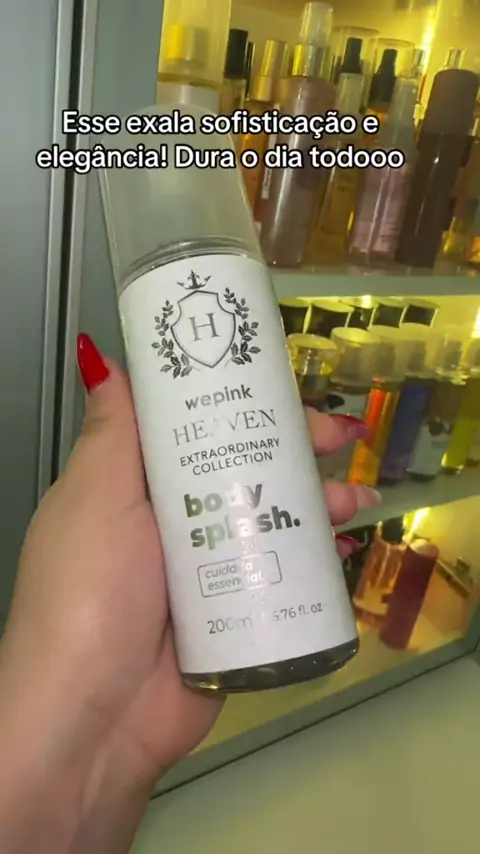 Esse exala sofisticação e
elegância! Dura o dia todooo
H
wepink
HEAVEN
EXTRAORDINARY
COLLECTION
body
splash.
cuidado
essencial
200ml 6.76 fl. oz